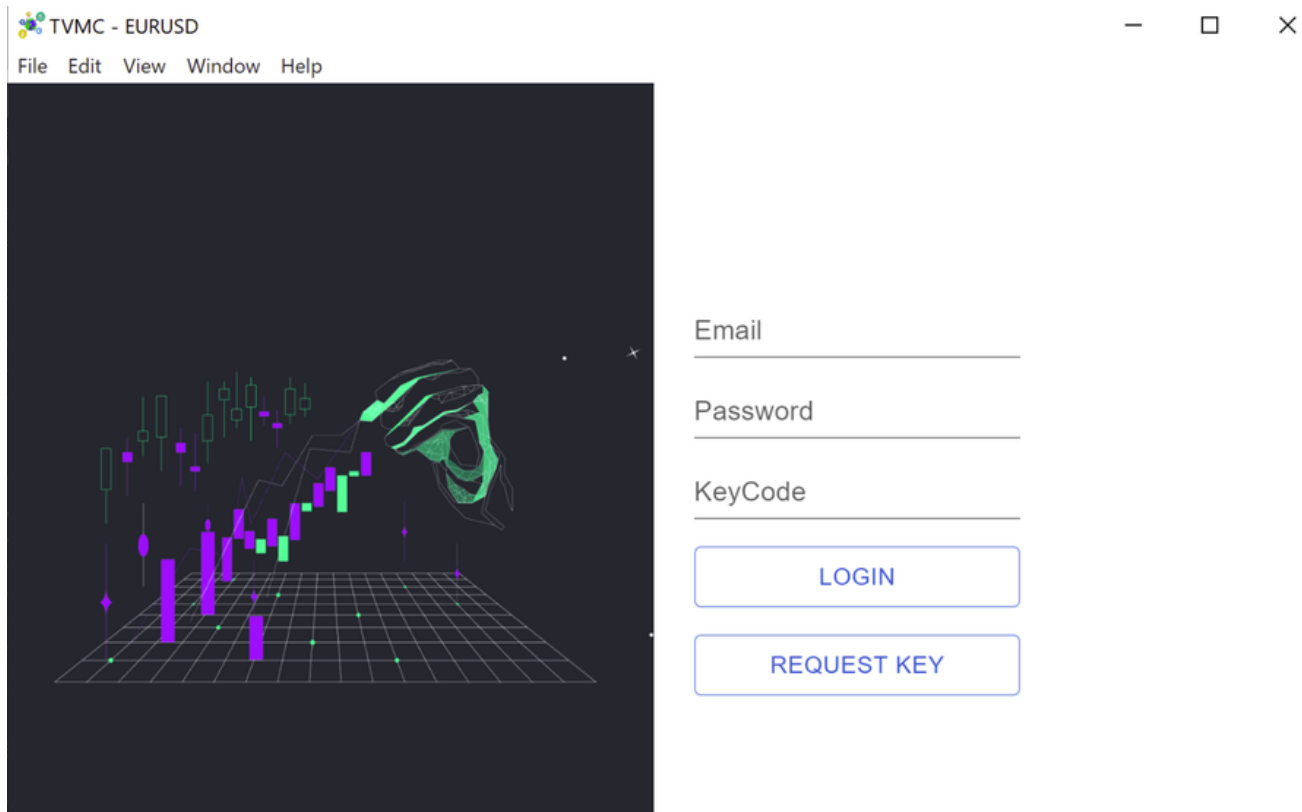 TVMC - EURUSD
File Edit View Window Help
Email
Password
KeyCode
LOGIN
REQUEST KEY